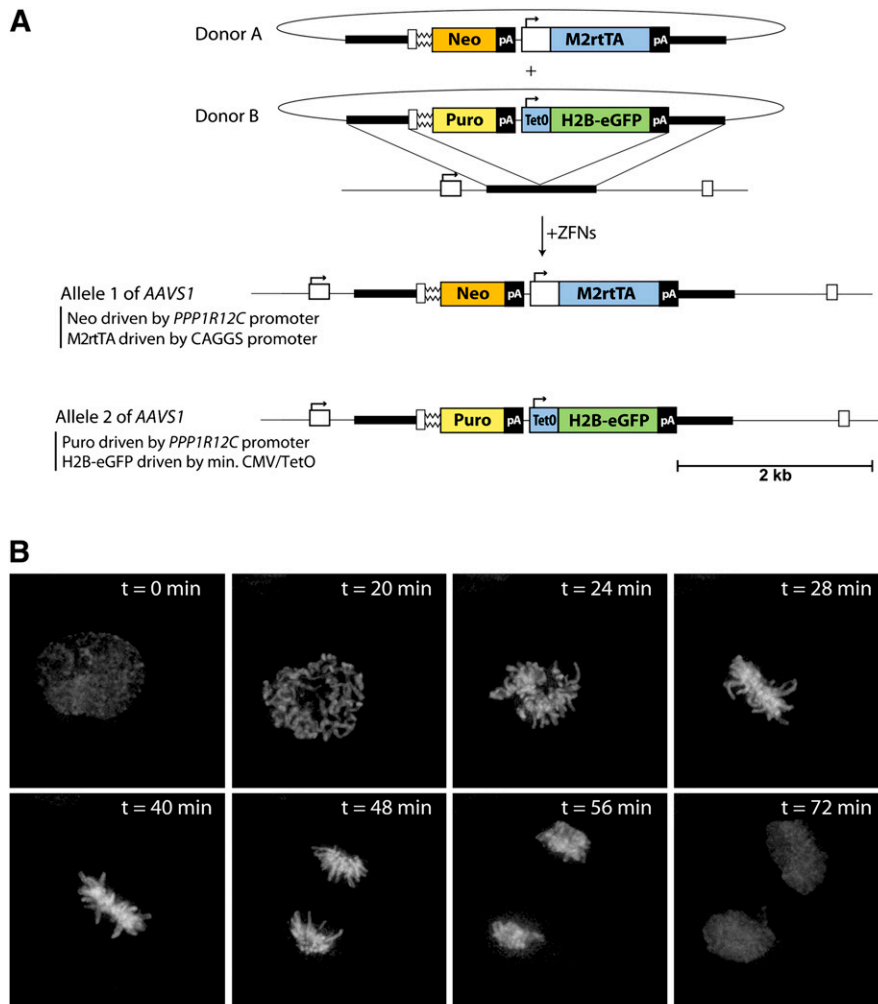 A
Donor A
Neo pA M2rtTA pA
+
Donor B
Puro pA TetO H2B-eGFP pA
+ZFNs
Allele 1 of AAVS1
Neo driven by PPP1R12C promoter
M2rtTA driven by CAGGS promoter
Neo pA M2rtTA pA
Allele 2 of AAVS1
Puro driven by PPP1R12C promoter
H2B-eGFP driven by min. CMV/TetO
Puro pA TetO H2B-eGFP pA
2 kb
B
t = 0 min t = 20 min t = 24 min t = 28 min
t = 40 min t = 48 min t = 56 min t = 72 min